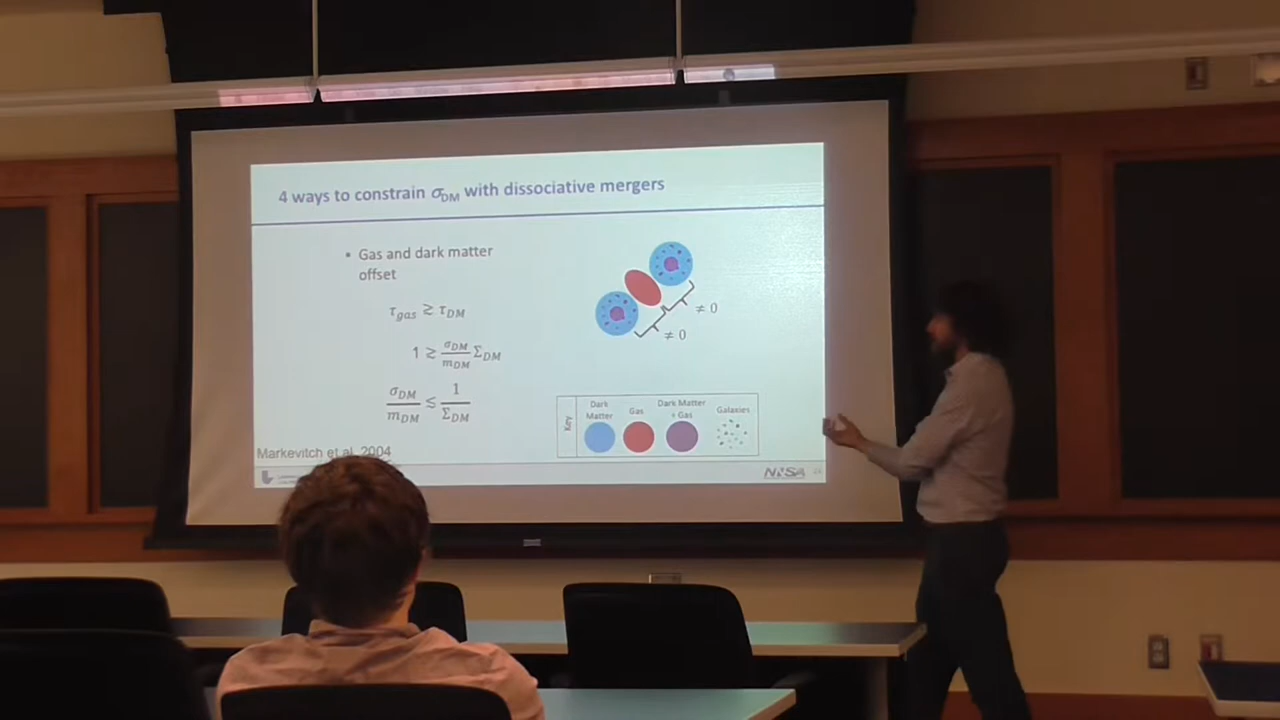 4 ways to constrain σDM with dissociative mergers
• Gas and dark matter
offset
τgas ≳ τDM
1 ≳ σDM/mDM ΣDM
σDM/mDM ≲ 1/ΣDM
≠ 0
≠ 0
Key
Dark
Matter
Gas
Dark Matter
+ Gas
Galaxies
Markevitch et al. 2004
NNSA